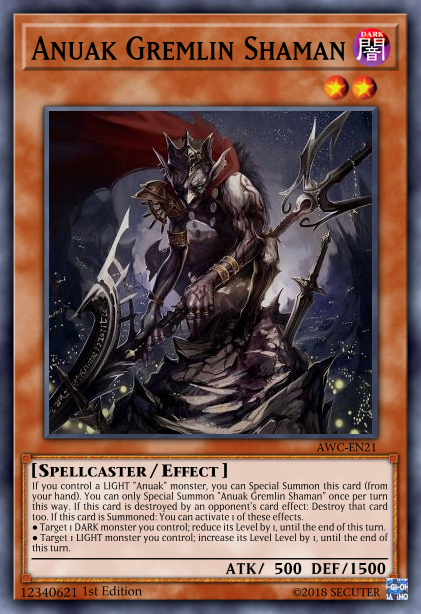 Anuak Gremlin Shaman
DARK
闇
AWC-EN21
[Spellcaster / Effect]
If you control a LIGHT "Anuak" monster, you can Special Summon this card (from
your hand). You can only Special Summon "Anuak Gremlin Shaman" once per turn
this way. If this card is destroyed by an opponent's card effect: Destroy that card
too. If this card is Summoned: You can activate 1 of these effects.
● Target 1 DARK monster you control; reduce its Level by 1, until the end of this turn.
● Target 1 LIGHT monster you control; increase its Level Level by 1, until the end of
this turn.
ATK/ 500 DEF/1500
12340621 1st Edition ©2018 SECUTER